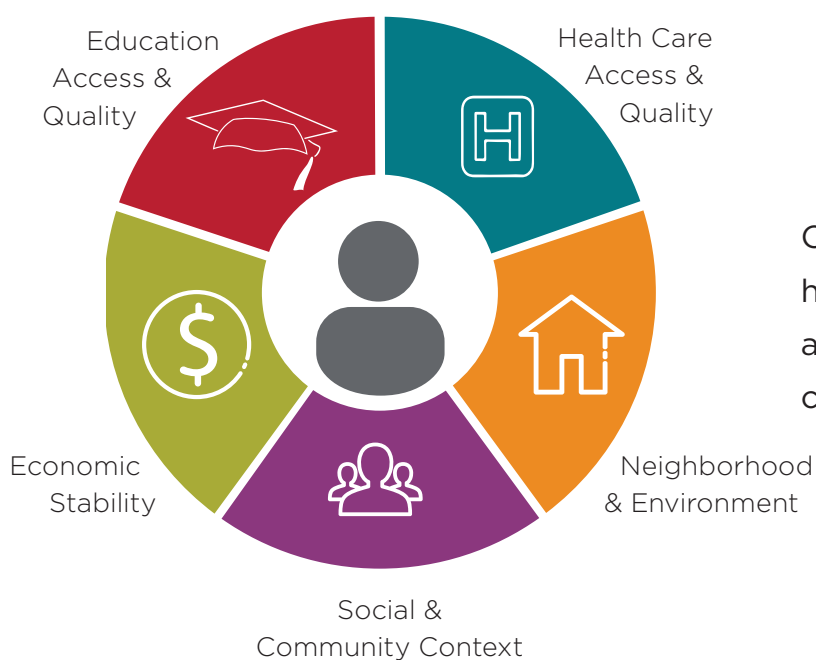 Education
Access &
Quality
Health Care
Access &
Quality
H
$
Economic
Stability
Neighborhood
& Environment
Social &
Community Context